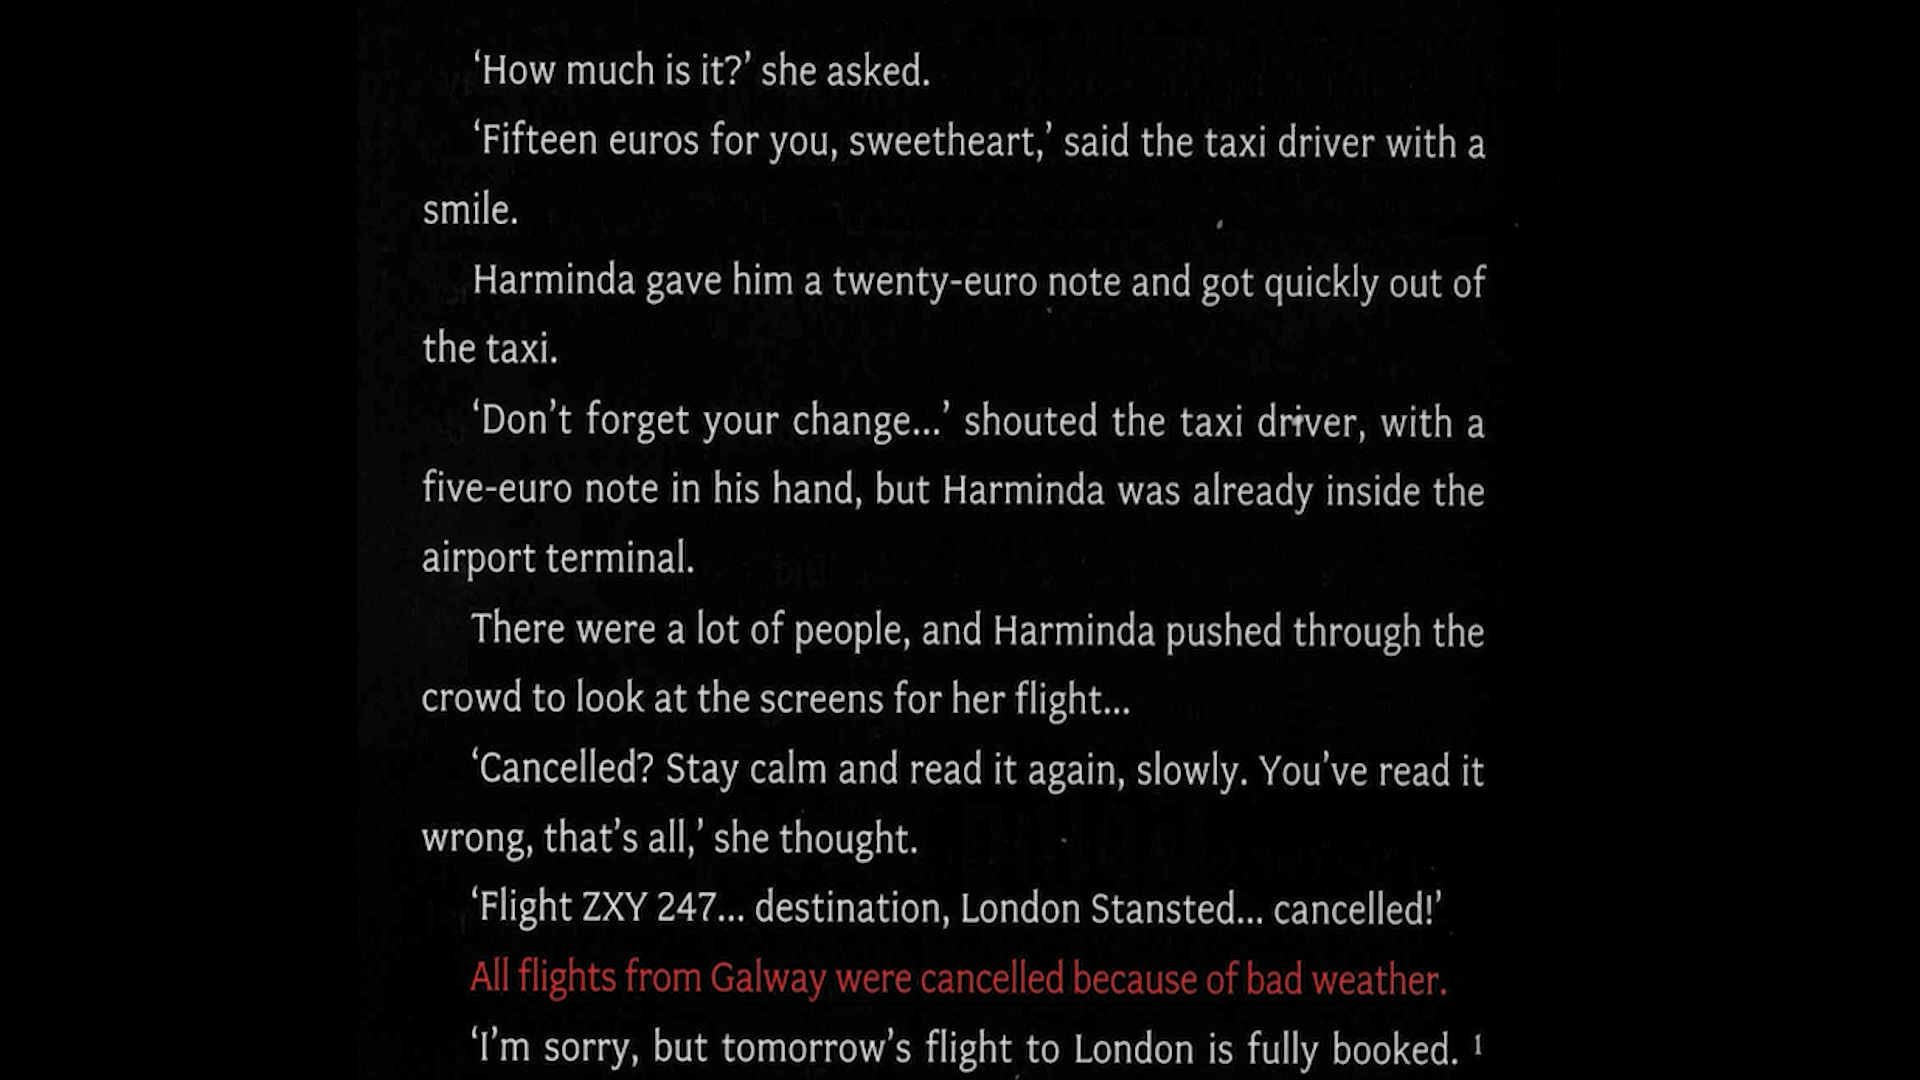 ‘How much is it?’ she asked.
‘Fifteen euros for you, sweetheart,’ said the taxi driver with a
smile.
Harminda gave him a twenty-euro note and got quickly out of
the taxi.
‘Don’t forget your change...’ shouted the taxi driver, with a
five-euro note in his hand, but Harminda was already inside the
airport terminal.
There were a lot of people, and Harminda pushed through the
crowd to look at the screens for her flight...
‘Cancelled? Stay calm and read it again, slowly. You’ve read it
wrong, that’s all,’ she thought.
‘Flight ZXY 247... destination, London Stansted... cancelled!’
All flights from Galway were cancelled because of bad weather.
‘I’m sorry, but tomorrow’s flight to London is fully booked. 1